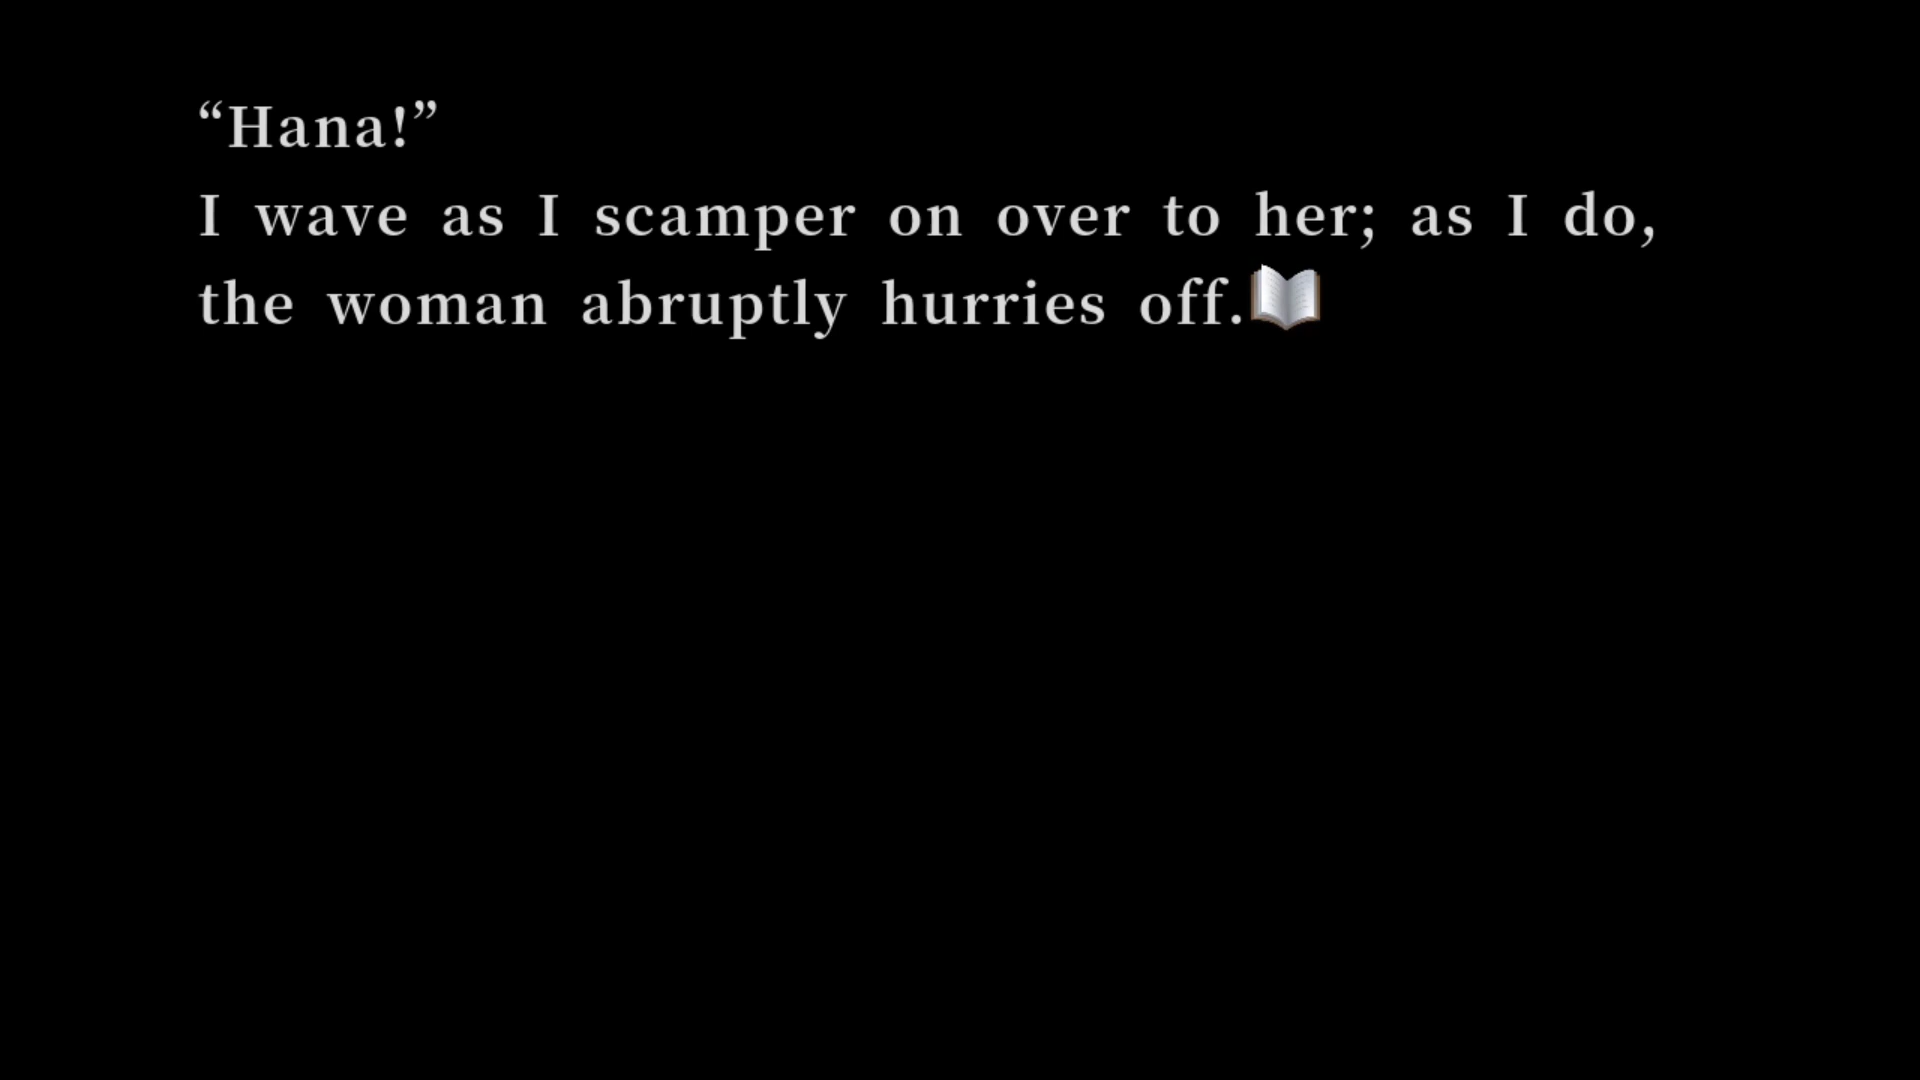 “Hana!”
I wave as I scamper on over to her; as I do,
the woman abruptly hurries off.